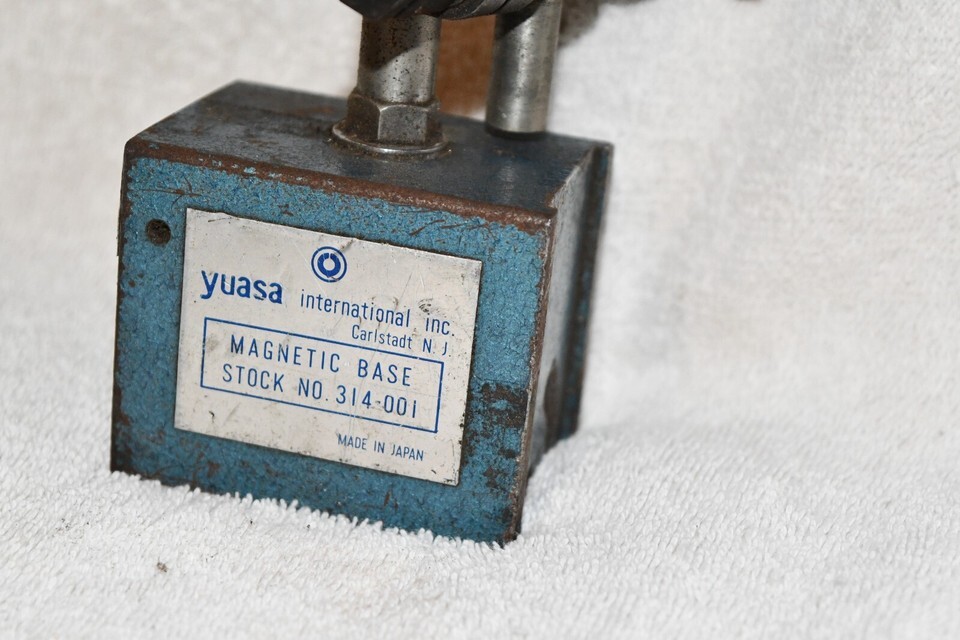 yuasa international inc.
Carlstadt N. J.
MAGNETIC BASE
STOCK NO. 314-001
MADE IN JAPAN